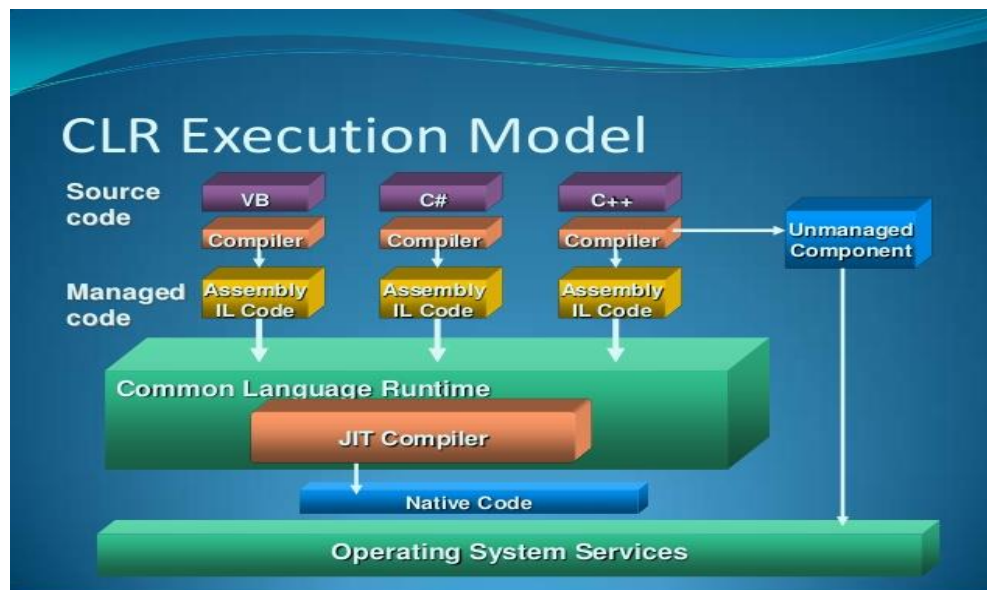 CLR Execution Model
Source
code
VB
C#
C++
Compiler
Compiler
Compiler
Unmanaged
Component
Managed
code
Assembly
IL Code
Assembly
IL Code
Assembly
IL Code
Common Language Runtime
JIT Compiler
Native Code
Operating System Services